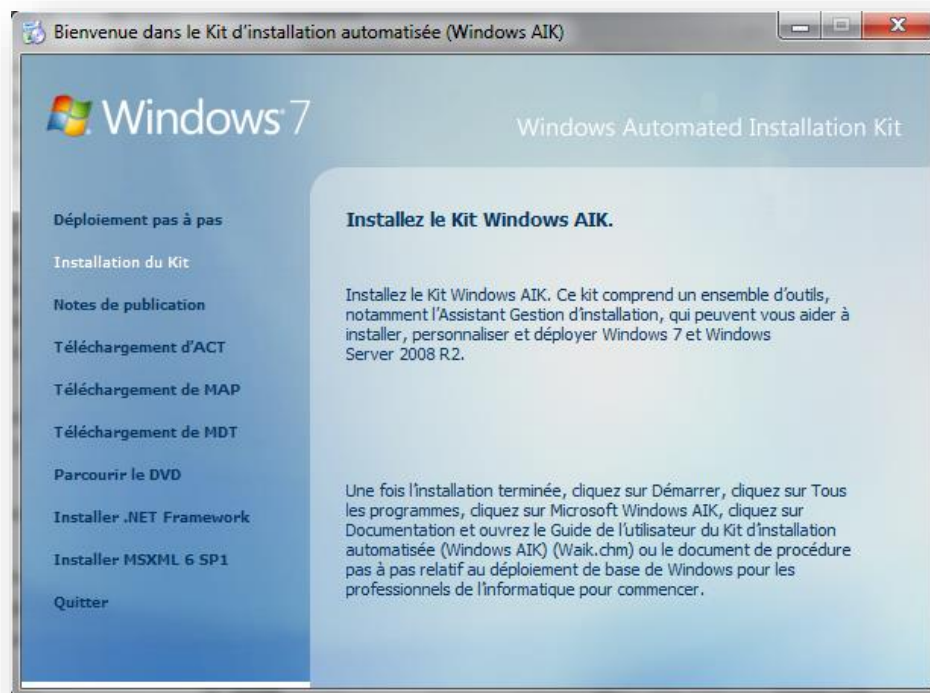 Bienvenue dans le Kit d'installation automatisée (Windows AIK)
Windows 7
Windows Automated Installation Kit
Déploiement pas à pas
Installation du Kit
Notes de publication
Téléchargement d'ACT
Téléchargement de MAP
Téléchargement de MDT
Parcourir le DVD
Installer .NET Framework
Installer MSXML 6 SP1
Quitter
Installez le Kit Windows AIK.
Installez le Kit Windows AIK. Ce kit comprend un ensemble d'outils,
notamment l'Assistant Gestion d'installation, qui peuvent vous aider à
installer, personnaliser et déployer Windows 7 et Windows
Server 2008 R2.
Une fois l'installation terminée, cliquez sur Démarrer, cliquez sur Tous
les programmes, cliquez sur Microsoft Windows AIK, cliquez sur
Documentation et ouvrez le Guide de l'utilisateur du Kit d'installation
automatisée (Windows AIK) (Waik.chm) ou le document de procédure
pas à pas relatif au déploiement de base de Windows pour les
professionnels de l'informatique pour commencer.